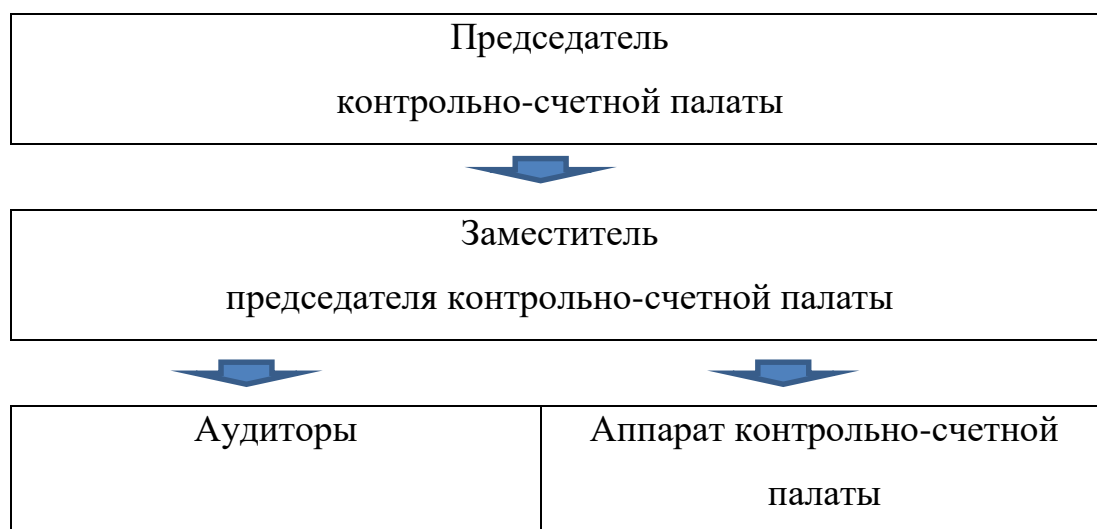 Председатель
контрольно-счетной палаты
Заместитель
председателя контрольно-счетной палаты
Аудиторы
Аппарат контрольно-счетной
палаты